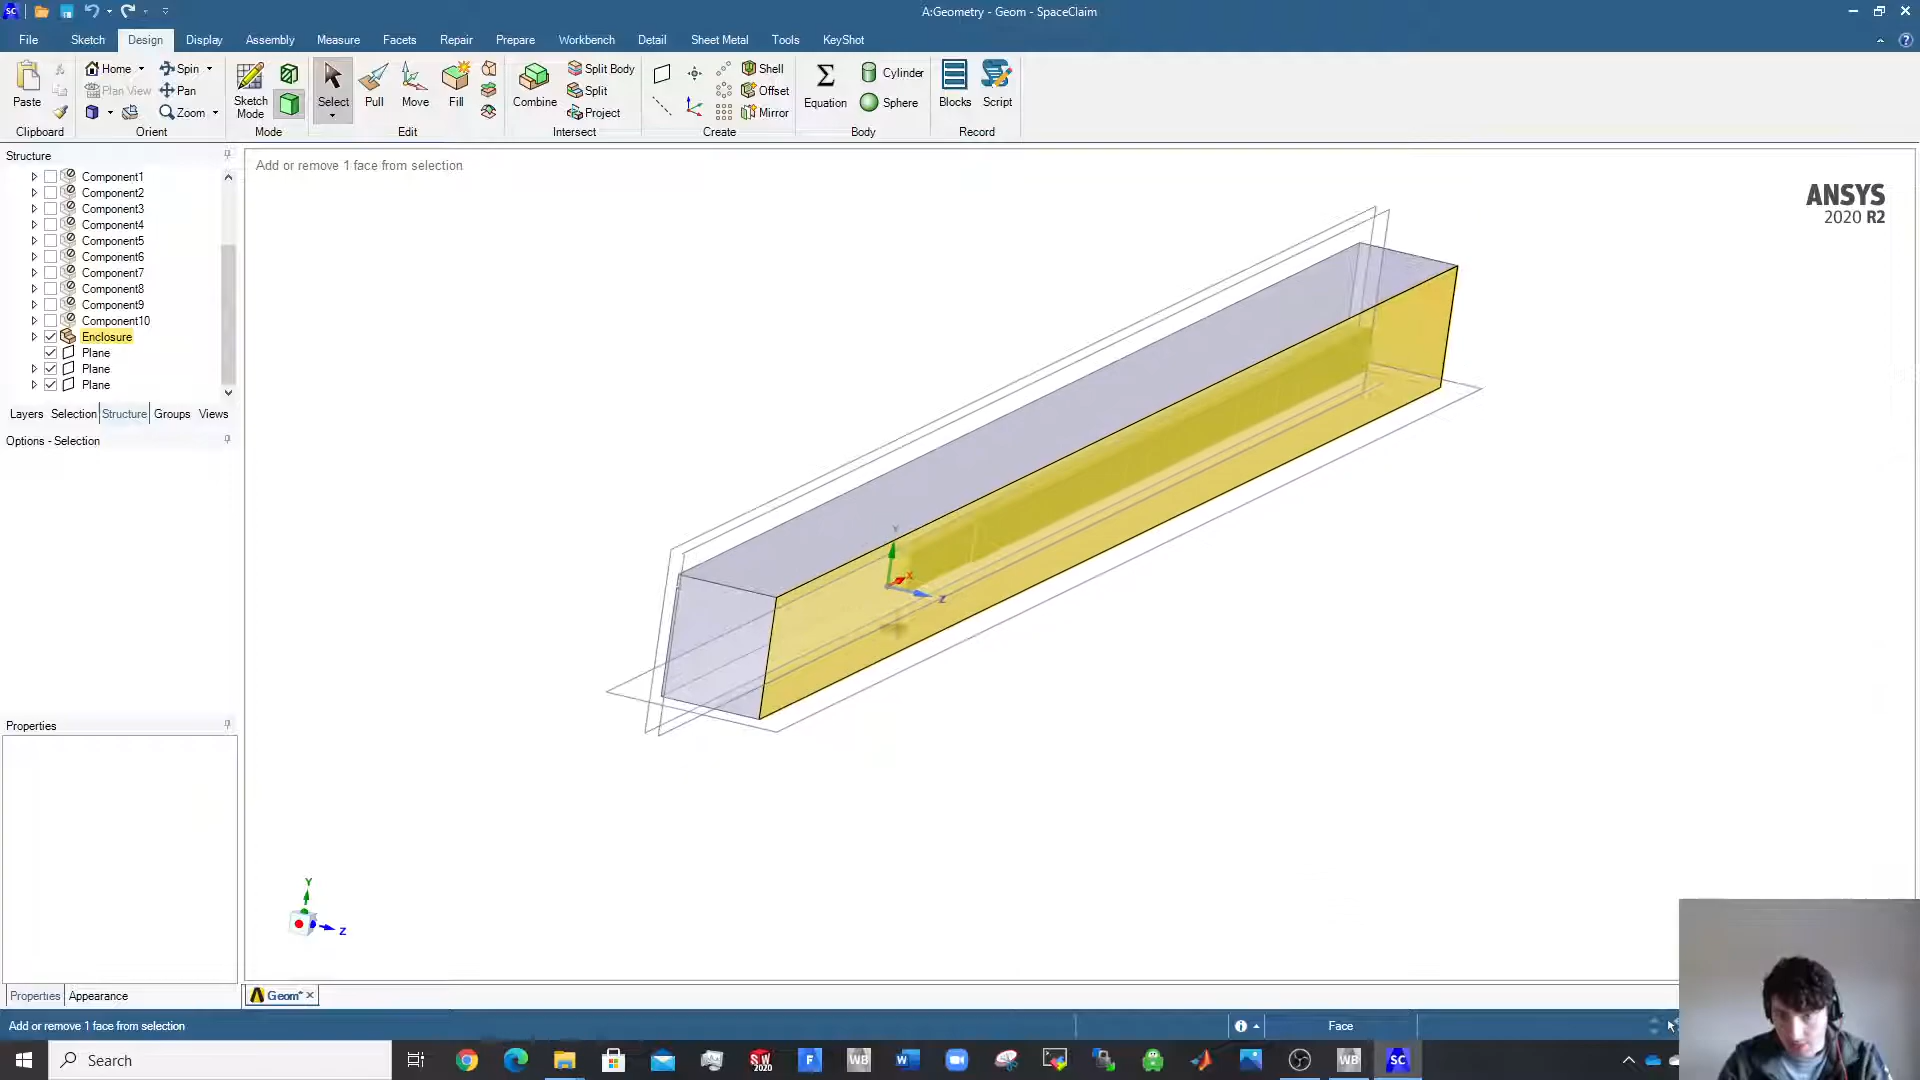 A:Geometry - Geom - SpaceClaim
File Sketch Design Display Assembly Measure Facets Repair Prepare Workbench Detail Sheet Metal Tools KeyShot
Paste
Clipboard
Home
Plan View
Spin
Pan
Zoom
Orient
Sketch Mode
Mode
Select
Pull
Move
Fill
Edit
Combine
Split Body
Split
Project
Intersect
Shell
Offset
Mirror
Create
Equation
Cylinder
Sphere
Body
Blocks
Script
Record
Structure
Component1
Component2
Component3
Component4
Component5
Component6
Component7
Component8
Component9
Component10
Enclosure
Plane
Plane
Plane
Layers Selection Structure Groups Views
Options - Selection
Properties
Properties Appearance
Add or remove 1 face from selection
ANSYS
2020 R2
Y
X
Z
Y
Z
Geom*
Add or remove 1 face from selection
Face
Search
SW
2020
F
WB
W
WB
SC